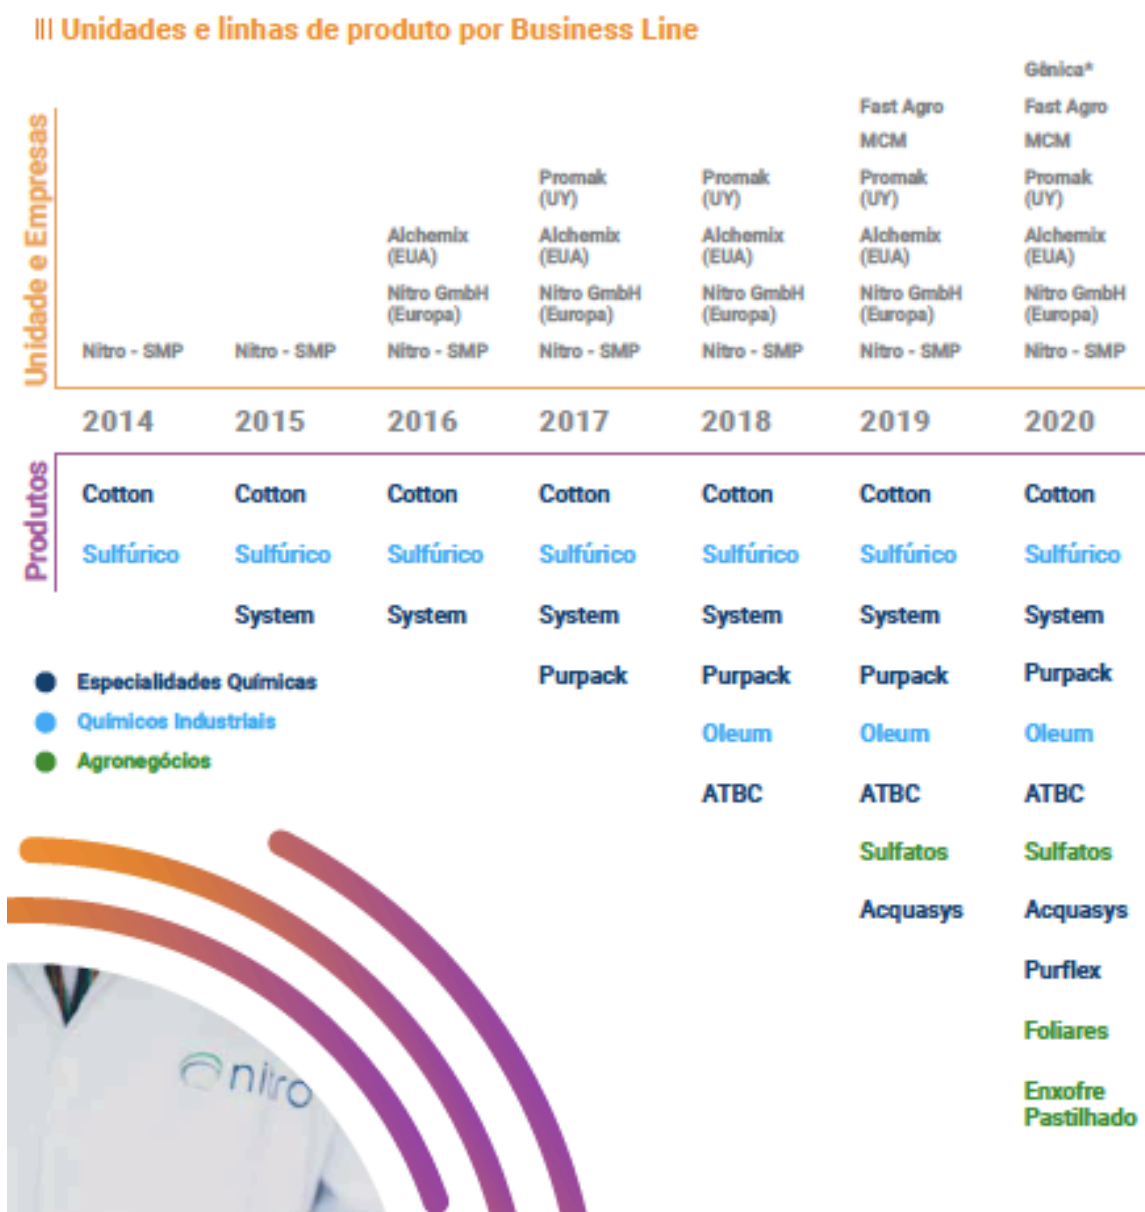 Unidades e linhas de produto por Business Line
Gênica*
Fast Agro Fast Agro
MCM MCM
Promak Promak Promak Promak
(UY) (UY) (UY) (UY)
Alchemix Alchemix Alchemix Alchemix Alchemix
(EUA) (EUA) (EUA) (EUA) (EUA)
Nitro GmbH Nitro GmbH Nitro GmbH Nitro GmbH Nitro GmbH
(Europa) (Europa) (Europa) (Europa) (Europa)
Nitro - SMP Nitro - SMP Nitro - SMP Nitro - SMP Nitro - SMP Nitro - SMP Nitro - SMP
Unidade e Empresas
2014 2015 2016 2017 2018 2019 2020
Produtos
Cotton Cotton Cotton Cotton Cotton Cotton Cotton
Sulfúrico Sulfúrico Sulfúrico Sulfúrico Sulfúrico Sulfúrico Sulfúrico
System System System System System System
Purpack Purpack Purpack Purpack
Oleum Oleum Oleum
ATBC ATBC ATBC
Sulfatos Sulfatos
Acquasys Acquasys
Purflex
Foliares
Enxofre
Pastilhado
Especialidades Químicas
Químicos Industriais
Agronegócios
nitro